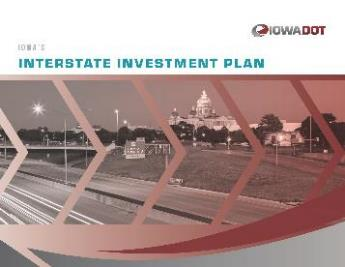 IOWADOT
IOWA'S
INTERSTATE INVESTMENT PLAN